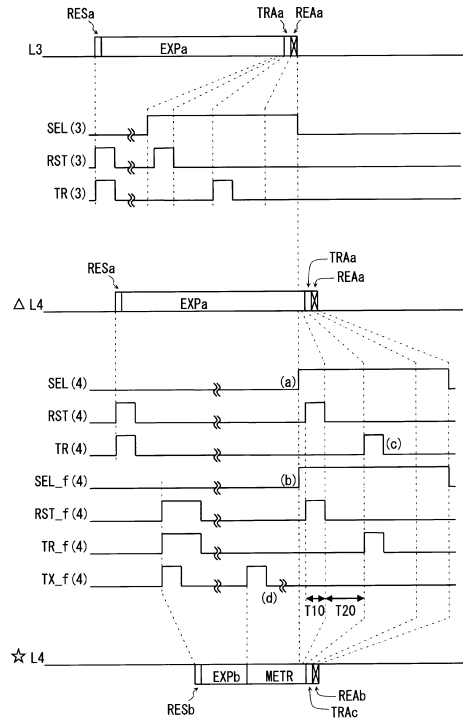 RESa TRAa REAa
L3 EXPa
SEL(3)
RST(3)
TR(3)
TRAa
RESa REAa
△L4 EXPa
SEL(4) (a)
RST(4)
TR(4) (c)
SEL_f(4) (b)
RST_f(4)
TR_f(4)
TX_f(4)
(d) T10 T20
☆L4 EXPb METR
RESb REAb
TRAc